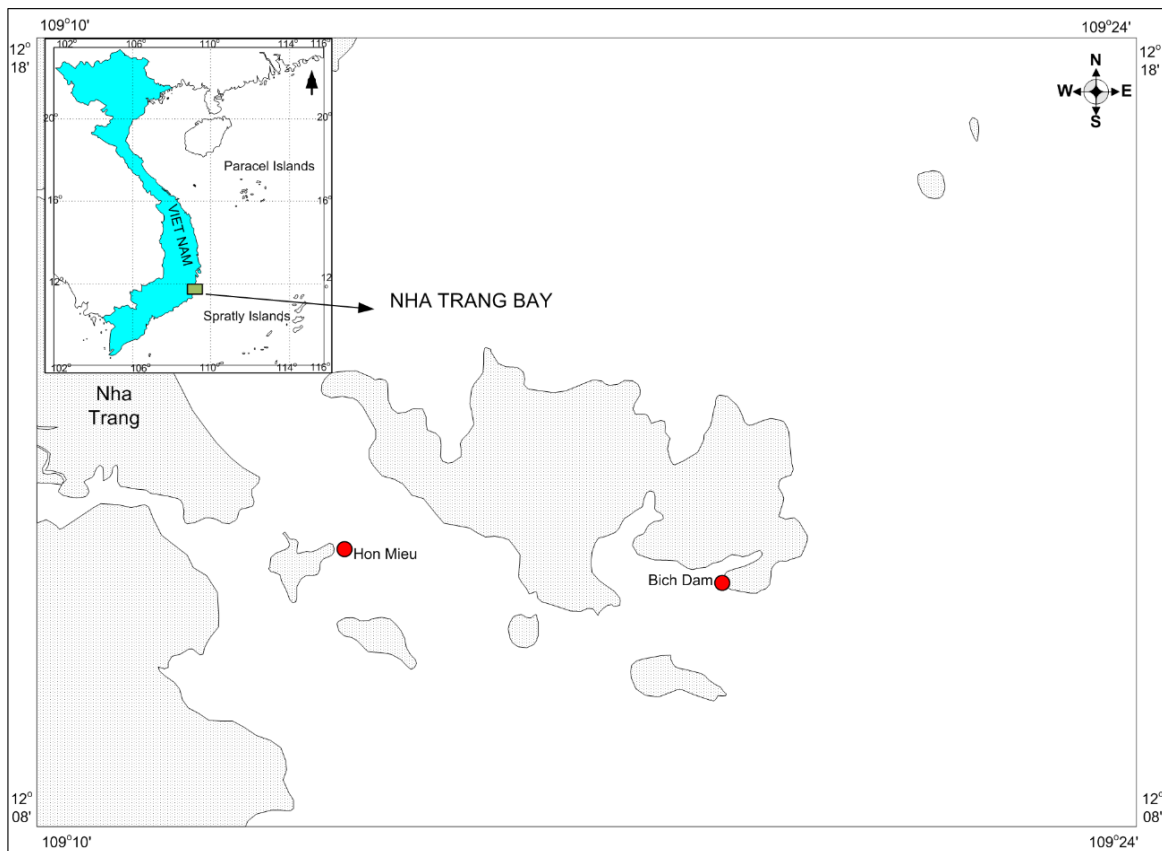 109°10'
109°24'
12°
18'
12°
18'
102°
106°
110°
114°
116°
N
W
E
S
20°
20°
Paracel Islands
16°
16°
VIET NAM
12°
12
NHA TRANG BAY
Spratly Islands
102°
106°
110°
114°
116°
Nha
Trang
Hon Mieu
Bich Dam
12°
08'
12°
08'
109°10'
109°24'